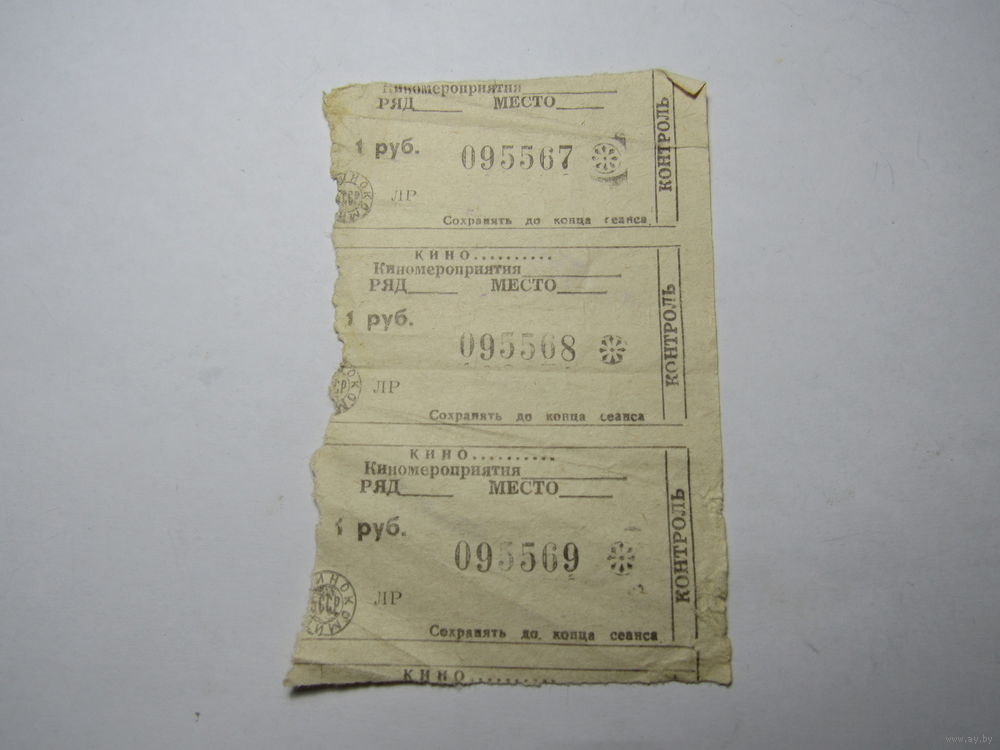 Киномероприятия
РЯД МЕСТО
1 руб. 095567
ЛР
Сохранять до конца сеанса
КОНТРОЛЬ
КИНО..........
Киномероприятия
РЯД МЕСТО
1 руб. 095568
ЛР
Сохранять до конца сеанса
КОНТРОЛЬ
КИНО..........
Киномероприятия
РЯД МЕСТО
1 руб. 095569
ЛР
Сохранять до конца сеанса
КОНТРОЛЬ
КИНО..........
www.ay.by